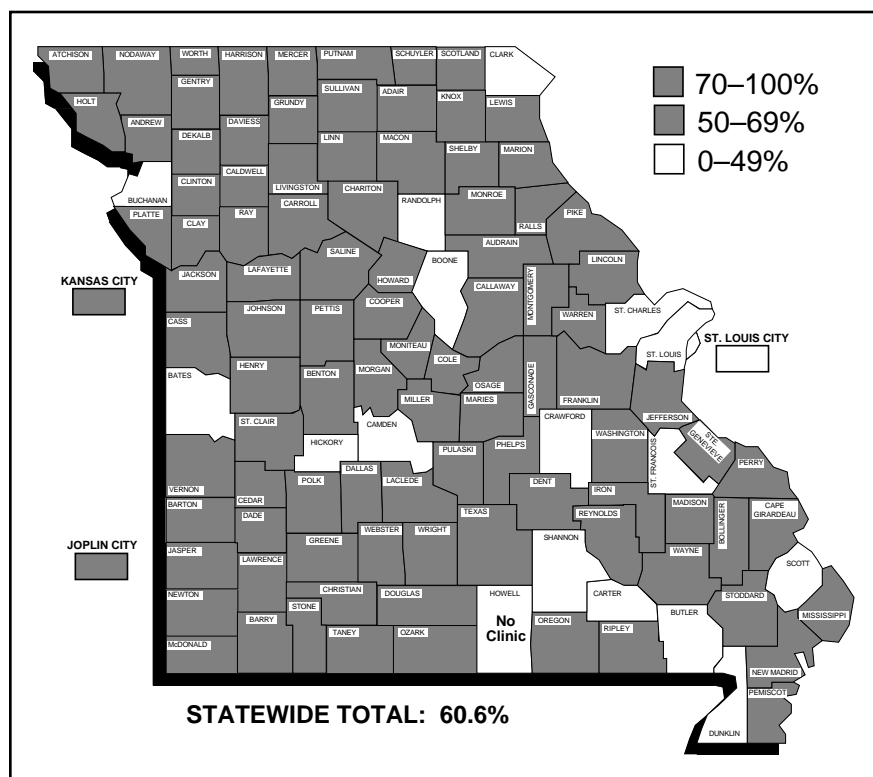 ATCHISON
NODAWAY
WORTH
HARRISON
MERCER
PUTNAM
SCHUYLER
SCOTLAND
CLARK
70–100%
50–69%
0–49%
GENTRY
SULLIVAN
ADAIR
HOLT
GRUNDY
KNOX
LEWIS
ANDREW
DAVIESS
DEKALB
LINN
MACON
SHELBY
MARION
CALDWELL
CLINTON
LIVINGSTON
CHARITON
MONROE
BUCHANAN
CARROLL
RANDOLPH
PLATTE
CLAY
RAY
RALLS
PIKE
AUDRAIN
SALINE
BOONE
LINCOLN
KANSAS CITY
JACKSON
LAFAYETTE
HOWARD
CALLAWAY
MONTGOMERY
COOPER
JOHNSON
PETTIS
WARREN
ST. CHARLES
CASS
ST. LOUIS CITY
MONITEAU
COLE
ST. LOUIS
HENRY
BENTON
MORGAN
OSAGE
GASCONADE
BATES
MILLER
MARIES
FRANKLIN
JEFFERSON
ST. CLAIR
CAMDEN
CRAWFORD
WASHINGTON
STE.
GENEVIEVE
HICKORY
PULASKI
PHELPS
ST. FRANCOIS
PERRY
DALLAS
VERNON
CEDAR
POLK
LACLEDE
DENT
IRON
BARTON
MADISON
BOLLINGER
CAPE
GIRARDEAU
DADE
TEXAS
REYNOLDS
WEBSTER
WRIGHT
SHANNON
JOPLIN CITY
GREENE
JASPER
LAWRENCE
WAYNE
SCOTT
NEWTON
CHRISTIAN
DOUGLAS
HOWELL
CARTER
STODDARD
STONE
BUTLER
MISSISSIPPI
BARRY
No
Clinic
OREGON
RIPLEY
McDONALD
TANEY
OZARK
NEW MADRID
PEMISCOT
STATEWIDE TOTAL: 60.6%
DUNKLIN